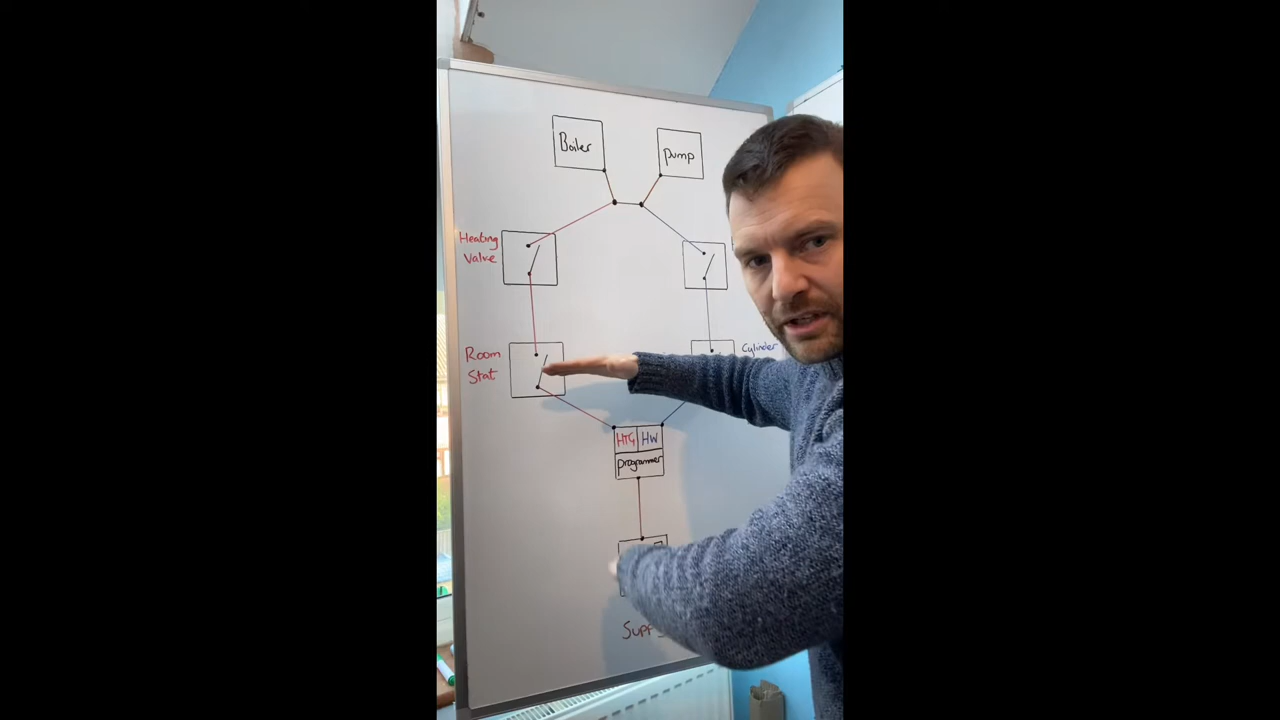 Boiler
Pump
Heating
Valve
Room
Stat
Cylinder
HTG HW
programmer